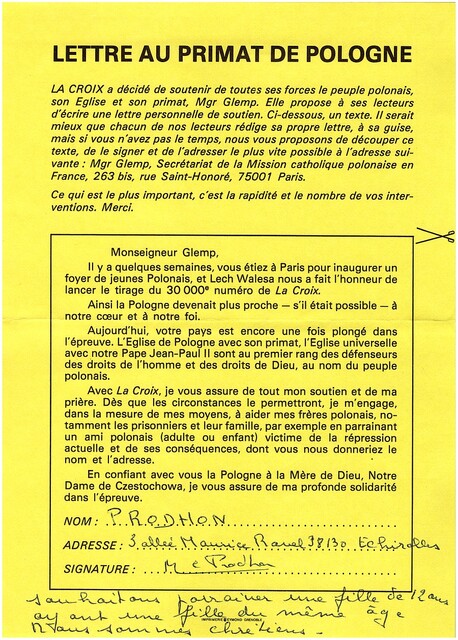 LETTRE AU PRIMAT DE POLOGNE
LA CROIX a décidé de soutenir de toutes ses forces le peuple polonais,
son Eglise et son primat, Mgr Glemp. Elle propose à ses lecteurs
d'écrire une lettre personnelle de soutien. Ci-dessous, un texte. Il serait
mieux que chacun de nos lecteurs rédige sa propre lettre, à sa guise,
mais si vous n'avez pas le temps, nous vous proposons de découper ce
texte, de le signer et de l'adresser le plus vite possible à l'adresse sui-
vante : Mgr Glemp, Secrétariat de la Mission catholique polonaise en
France, 263 bis, rue Saint-Honoré, 75001 Paris.
Ce qui est le plus important, c'est la rapidité et le nombre de vos inter-
ventions. Merci.
Monseigneur Glemp,
Il y a quelques semaines, vous étiez à Paris pour inaugurer un
foyer de jeunes Polonais, et Lech Walesa nous a fait l'honneur de
lancer le tirage du 30 000e numéro de La Croix.
Ainsi la Pologne devenait plus proche — s'il était possible — à
notre cœur et à notre foi.
Aujourd'hui, votre pays est encore une fois plongé dans
l'épreuve. L'Eglise de Pologne avec son primat, l'Eglise universelle
avec notre Pape Jean-Paul II sont au premier rang des défenseurs
des droits de l'homme et des droits de Dieu, au nom du peuple
polonais.
Avec La Croix, je vous assure de tout mon soutien et de ma
prière. Dès que les circonstances le permettront, je m'engage,
dans la mesure de mes moyens, à aider mes frères polonais, no-
tamment les prisonniers et leur famille, par exemple en parrainant
un ami polonais (adulte ou enfant) victime de la répression
actuelle et de ses conséquences, dont vous nous donneriez le
nom et l'adresse.
En confiant avec vous la Pologne à la Mère de Dieu, Notre
Dame de Czestochowa, je vous assure de ma profonde solidarité
dans l'épreuve.
NOM : P. RODHON
ADRESSE : 3 allée Maurice Ravel 38130 Echirolles
SIGNATURE :
souhaitons parrainer une fille de 12 ans
ayant une fille du même âge
IMPRIMERIE EYMOND GRENOBLE
Nous sommes chrétiens